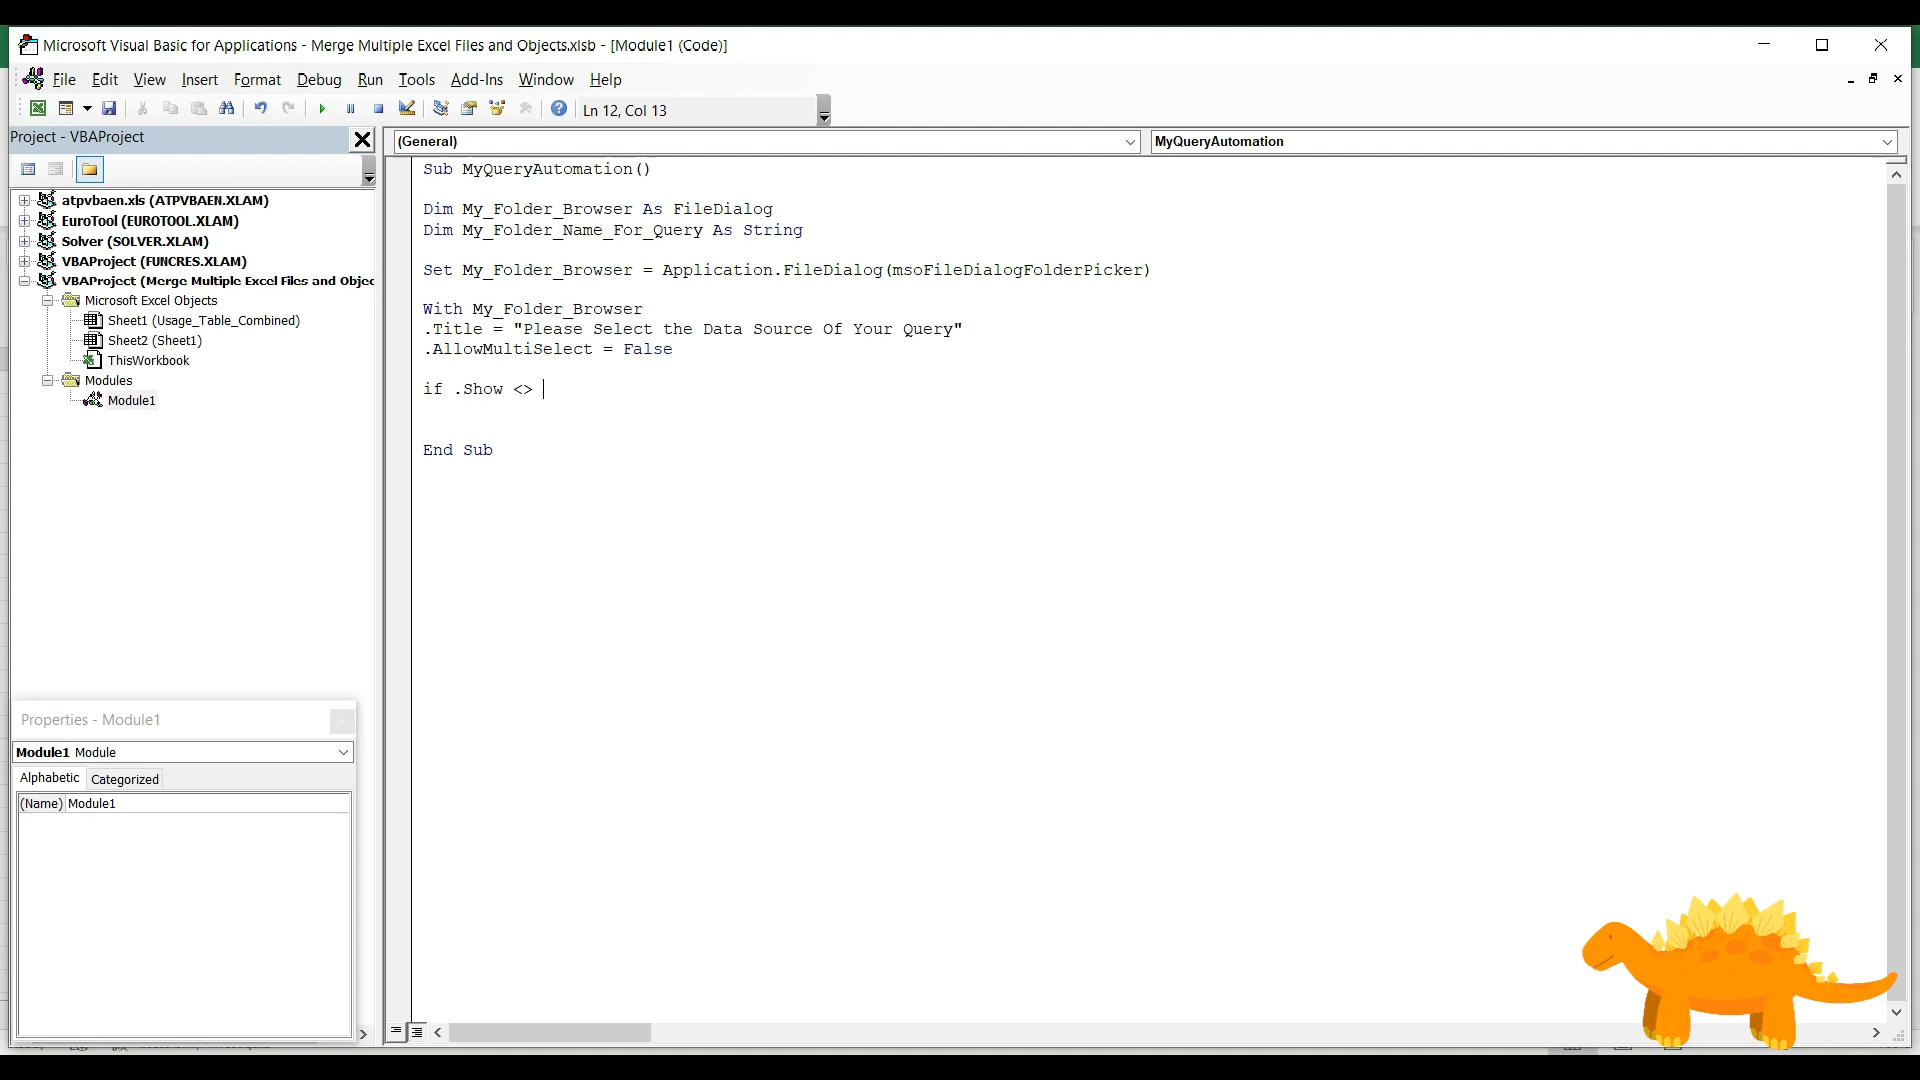 Microsoft Visual Basic for Applications - Merge Multiple Excel Files and Objects.xlsb - [Module1 (Code)]
File Edit View Insert Format Debug Run Tools Add-Ins Window Help
Ln 12, Col 13
Project - VBAProject
(General)
MyQueryAutomation
atpvbaen.xls (ATPVBAEN.XLAM)
EuroTool (EUROTOOL.XLAM)
Solver (SOLVER.XLAM)
VBAProject (FUNCRES.XLAM)
VBAProject (Merge Multiple Excel Files and Objec
Microsoft Excel Objects
Sheet1 (Usage_Table_Combined)
Sheet2 (Sheet1)
ThisWorkbook
Modules
Module1
Properties - Module1
Module1 Module
Alphabetic Categorized
(Name) Module1
Sub MyQueryAutomation()
Dim My_Folder_Browser As FileDialog
Dim My_Folder_Name_For_Query As String
Set My_Folder_Browser = Application.FileDialog(msoFileDialogFolderPicker)
With My_Folder_Browser
.Title = "Please Select the Data Source Of Your Query"
.AllowMultiSelect = False
if .Show <>
End Sub